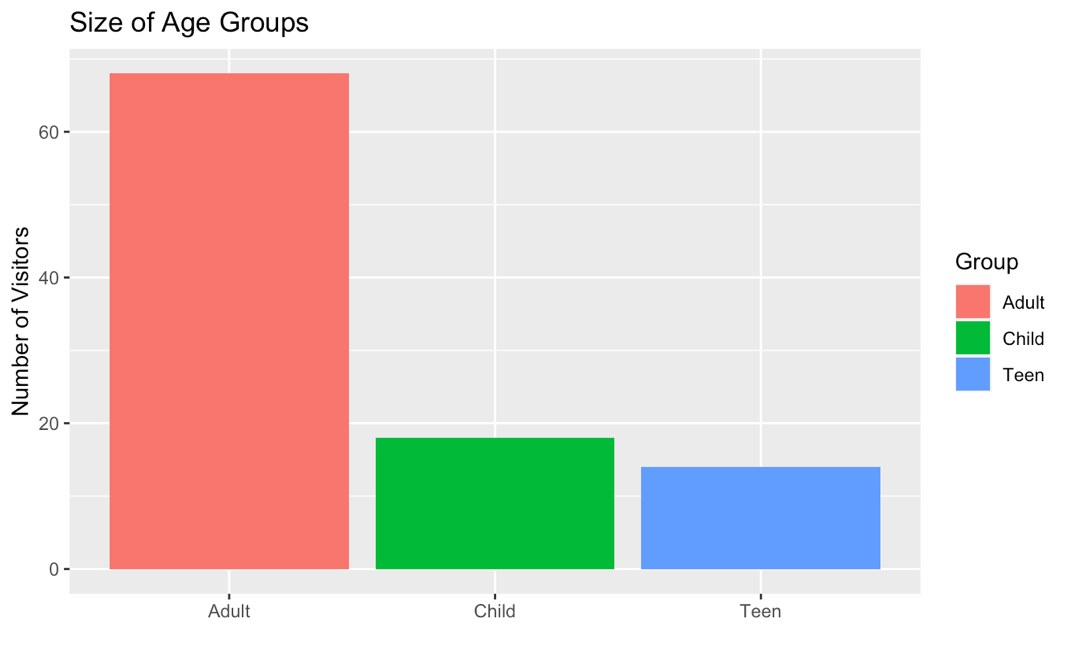 Size of Age Groups
Number of Visitors
60
40
20
0
Adult
Child
Teen
Group
Adult
Child
Teen